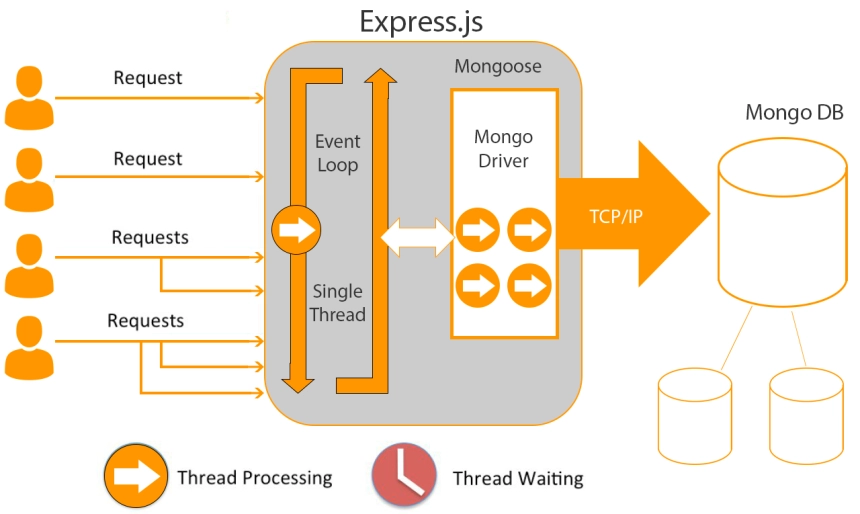 Express.js
Request
Mongoose
Mongo DB
Event
Loop
Mongo
Driver
Request
TCP/IP
Requests
Single
Thread
Requests
Thread Processing
Thread Waiting